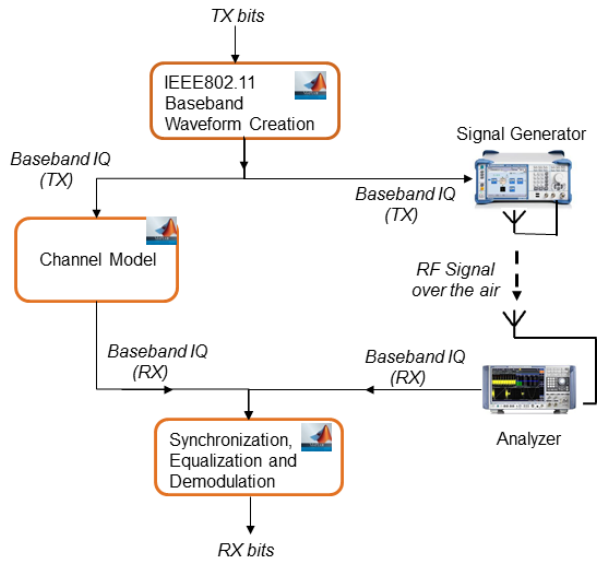 TX bits
IEEE802.11
Baseband
Waveform Creation
Signal Generator
Baseband IQ
(TX)
Baseband IQ
(TX)
Channel Model
RF Signal
over the air
Baseband IQ
(RX)
Baseband IQ
(RX)
Analyzer
Synchronization,
Equalization and
Demodulation
RX bits